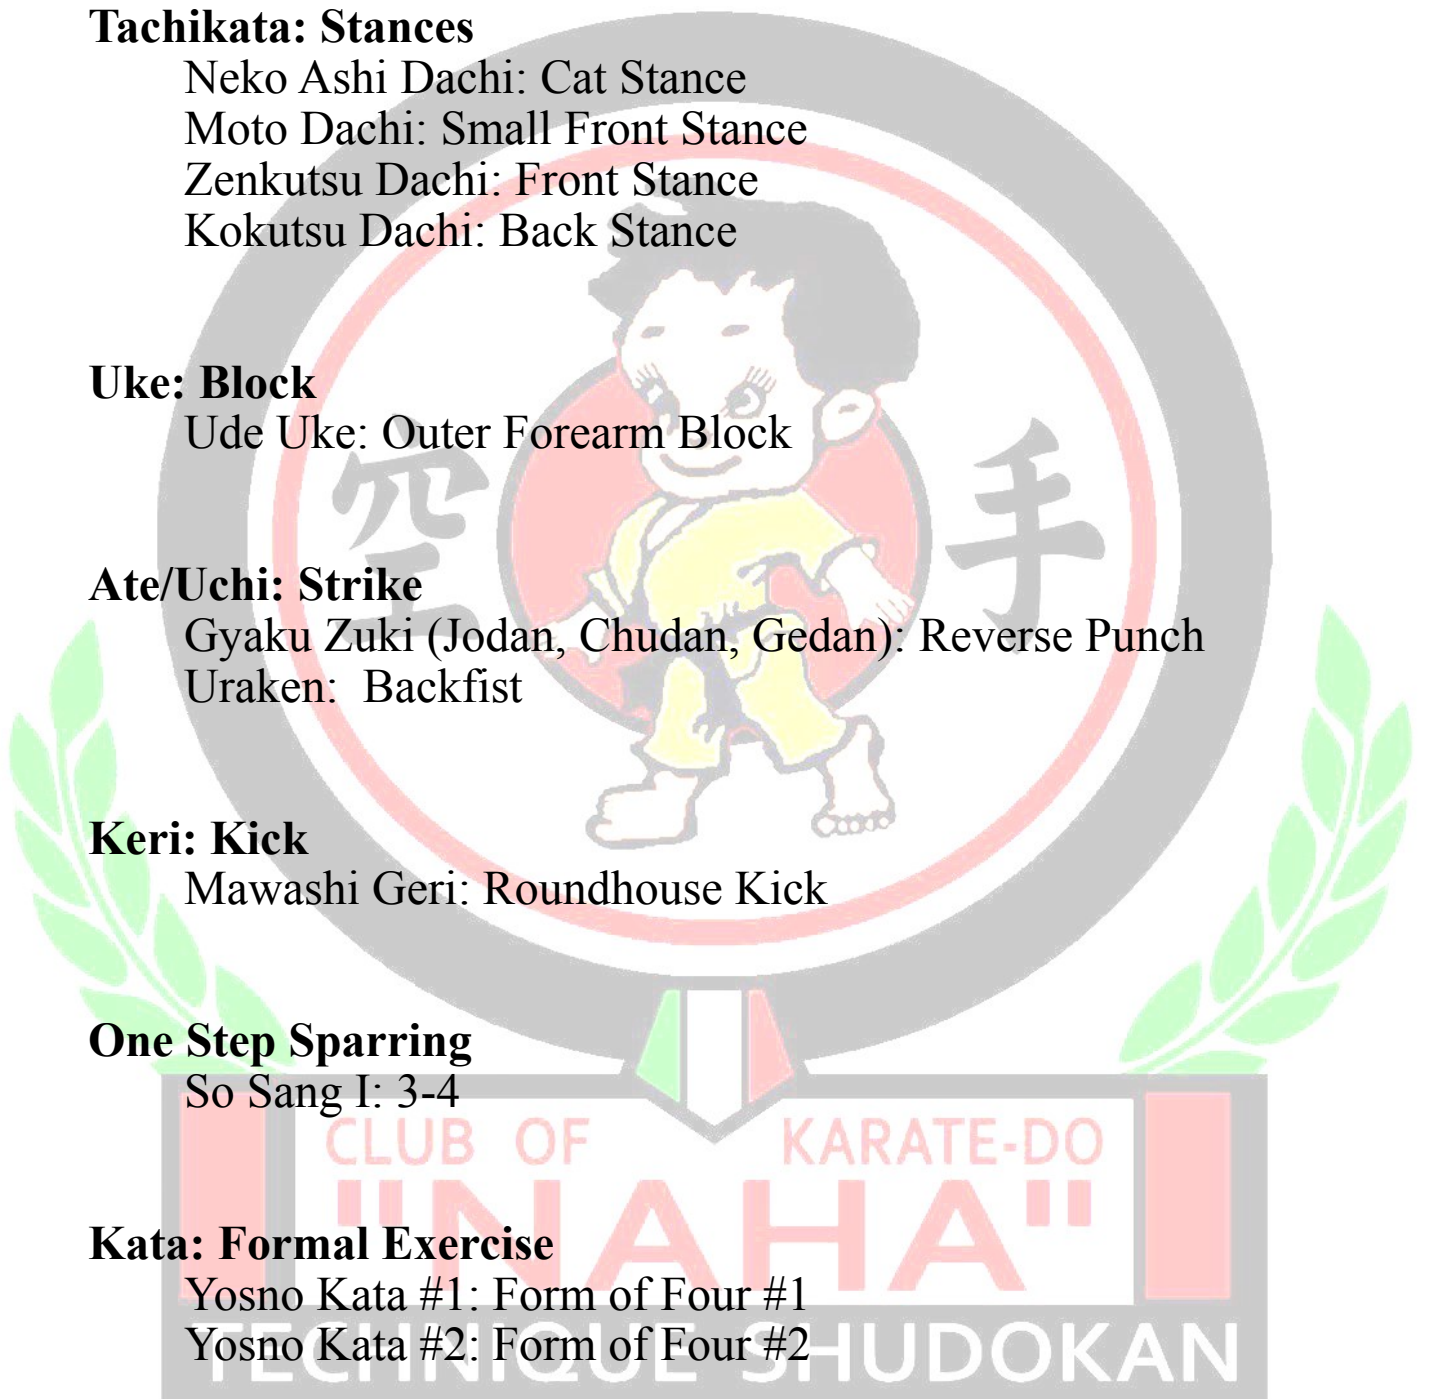 Tachikata: Stances
Neko Ashi Dachi: Cat Stance
Moto Dachi: Small Front Stance
Zenkutsu Dachi: Front Stance
Kokutsu Dachi: Back Stance
Uke: Block
Ude Uke: Outer Forearm Block
空 手
Ate/Uchi: Strike
Gyaku Zuki (Jodan, Chudan, Gedan): Reverse Punch
Uraken:  Backfist
Keri: Kick
Mawashi Geri: Roundhouse Kick
One Step Sparring
So Sang I: 3-4
CLUB OF KARATE-DO
"NAHA"
Kata: Formal Exercise
Yosno Kata #1: Form of Four #1
Yosno Kata #2: Form of Four #2
TECHNIQUE SHUDOKAN